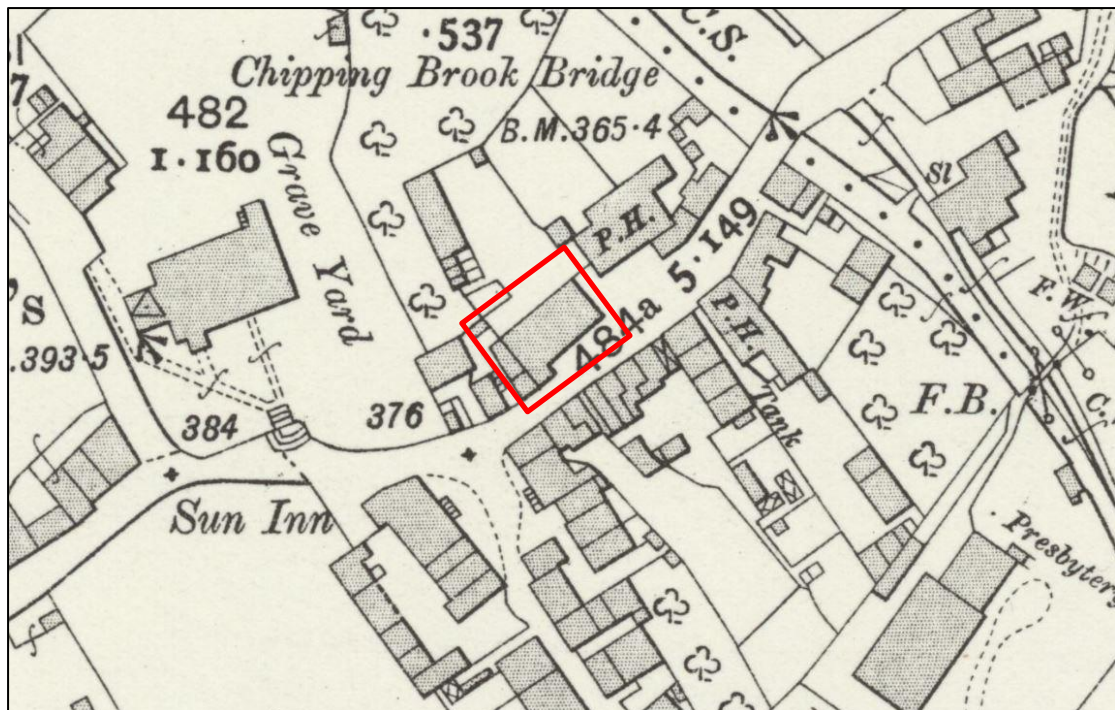 ·537
C.S.
Chipping Brook Bridge
7
482
1·160
B.M.365·4
Grave Yard
Sl
P.H.
5·149
484a
P.H.
F.W.
S
.393·5
384
376
Tank
F.B.
C.
Sun Inn
Presbytery